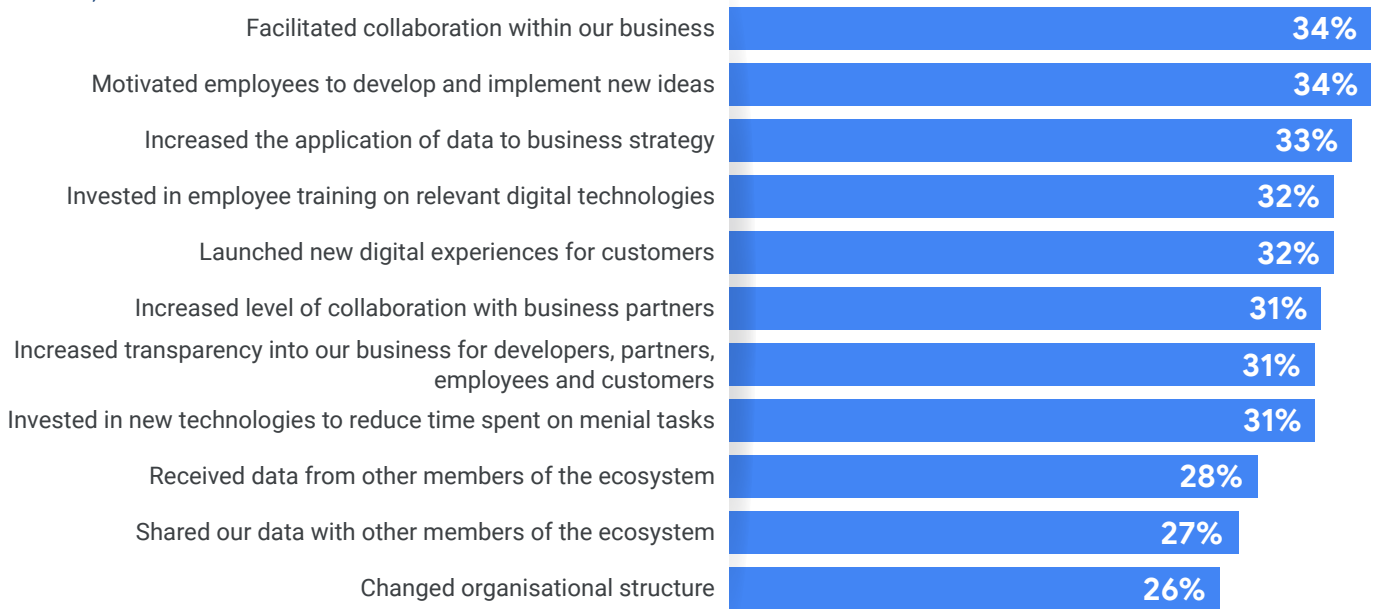 Facilitated collaboration within our business 34%
Motivated employees to develop and implement new ideas 34%
Increased the application of data to business strategy 33%
Invested in employee training on relevant digital technologies 32%
Launched new digital experiences for customers 32%
Increased level of collaboration with business partners 31%
Increased transparency into our business for developers, partners,
employees and customers 31%
Invested in new technologies to reduce time spent on menial tasks 31%
Received data from other members of the ecosystem 28%
Shared our data with other members of the ecosystem 27%
Changed organisational structure 26%